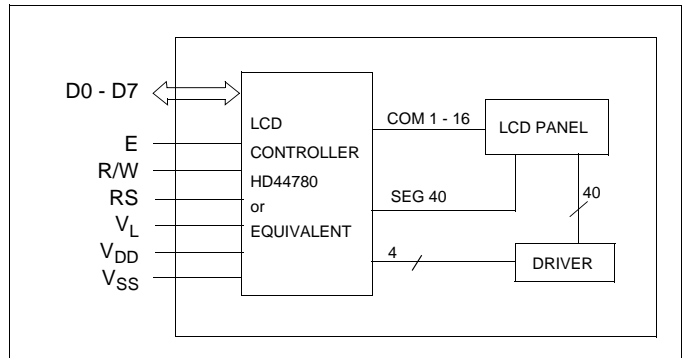 D0 - D7
E
R/W
RS
VL
VDD
VSS
LCD
CONTROLLER
HD44780
or
EQUIVALENT
COM 1 - 16
SEG 40
4
LCD PANEL
40
DRIVER